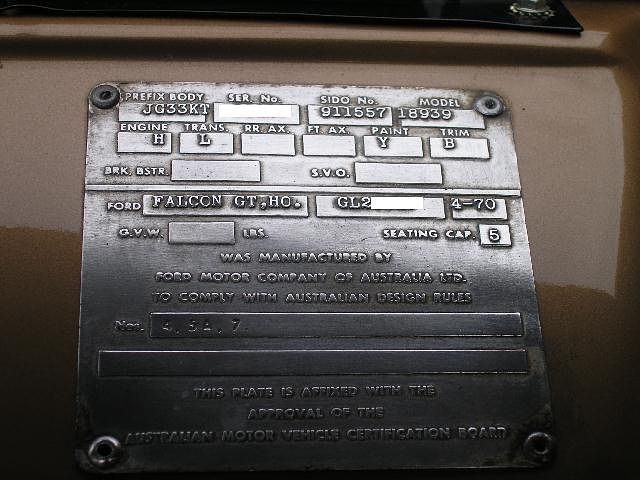 PREFIX BODY SER. No. SIDO No. MODEL
JG33KT 911557 18939
ENGINE TRANS. RR. AX. FT. AX. PAINT TRIM
H L Y B
BRK. BSTR. S.V.O.
FORD FALCON GT,HO. GL2 4-70
G.V.W. LBS. SEATING CAP. 5
WAS MANUFACTURED BY
FORD MOTOR COMPANY OF AUSTRALIA LTD.
TO COMPLY WITH AUSTRALIAN DESIGN RULES
Nos. 4, 5A, 7.
THIS PLATE IS AFFIXED WITH THE
APPROVAL OF THE
AUSTRALIAN MOTOR VEHICLE CERTIFICATION BOARD